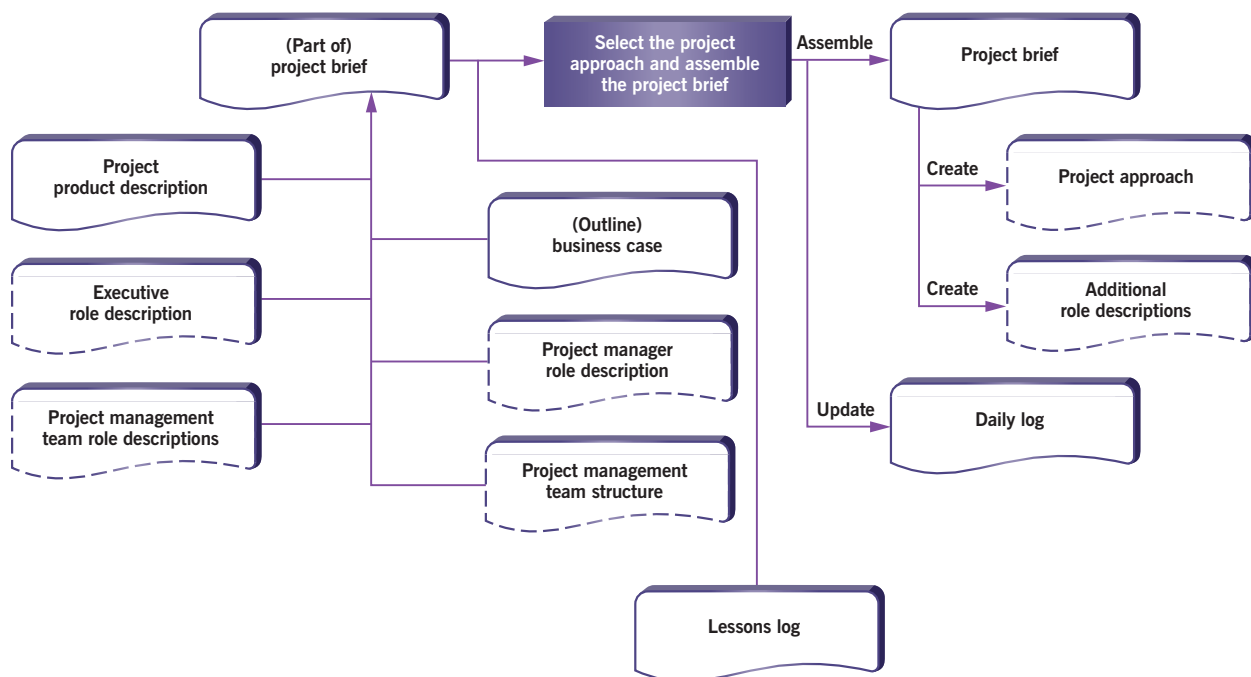 (Part of)
project brief
Select the project
approach and assemble
the project brief
Assemble
Project brief
Project
product description
Create
Project approach
(Outline)
business case
Executive
role description
Create
Additional
role descriptions
Project manager
role description
Project management
team role descriptions
Update
Daily log
Project management
team structure
Lessons log